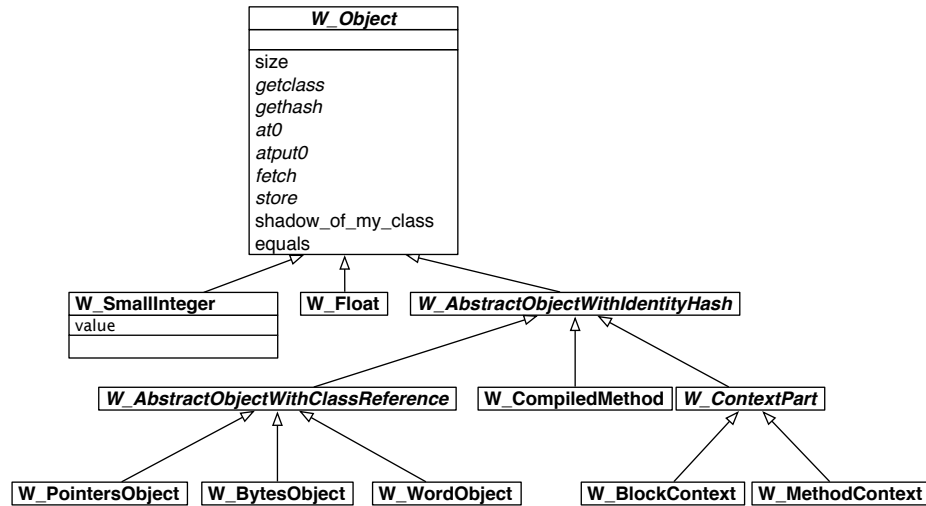 W_Object
size
getclass
gethash
at0
atput0
fetch
store
shadow_of_my_class
equals
W_SmallInteger
value
W_Float
W_AbstractObjectWithIdentityHash
W_AbstractObjectWithClassReference
W_CompiledMethod
W_ContextPart
W_PointersObject
W_BytesObject
W_WordObject
W_BlockContext
W_MethodContext